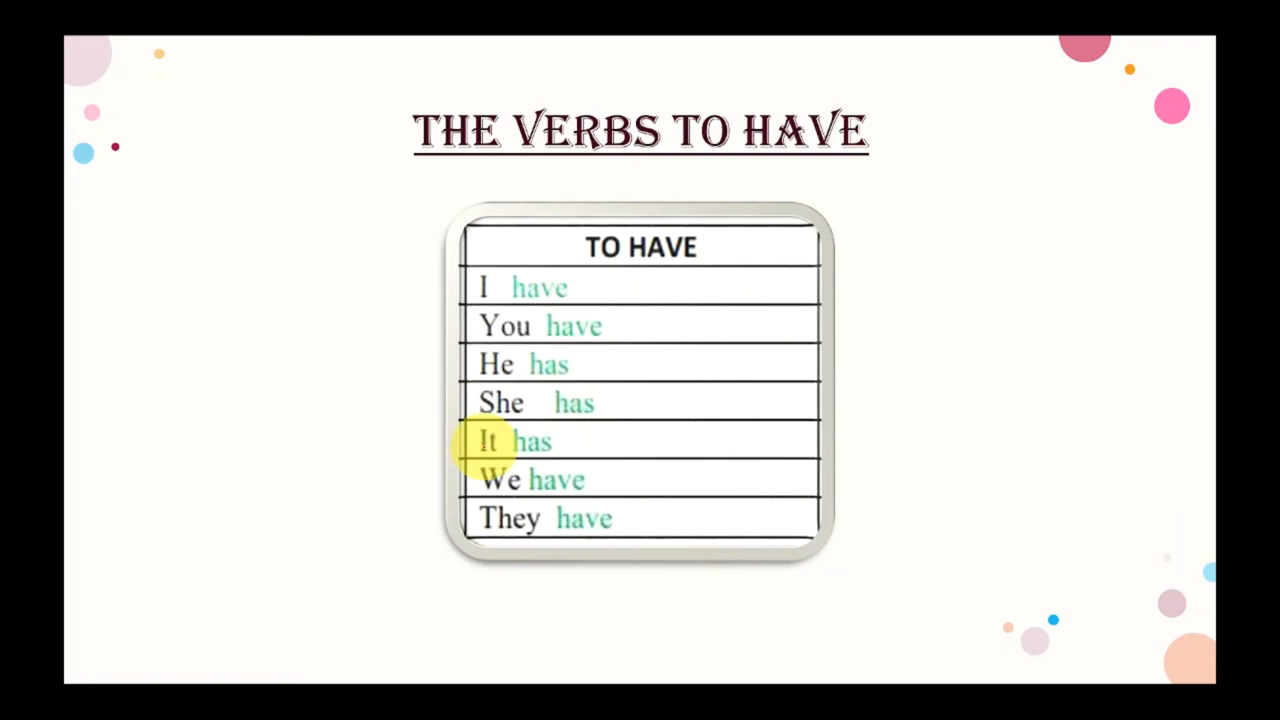 THE VERBS TO HAVE
TO HAVE
I have
You have
He has
She has
It has
We have
They have